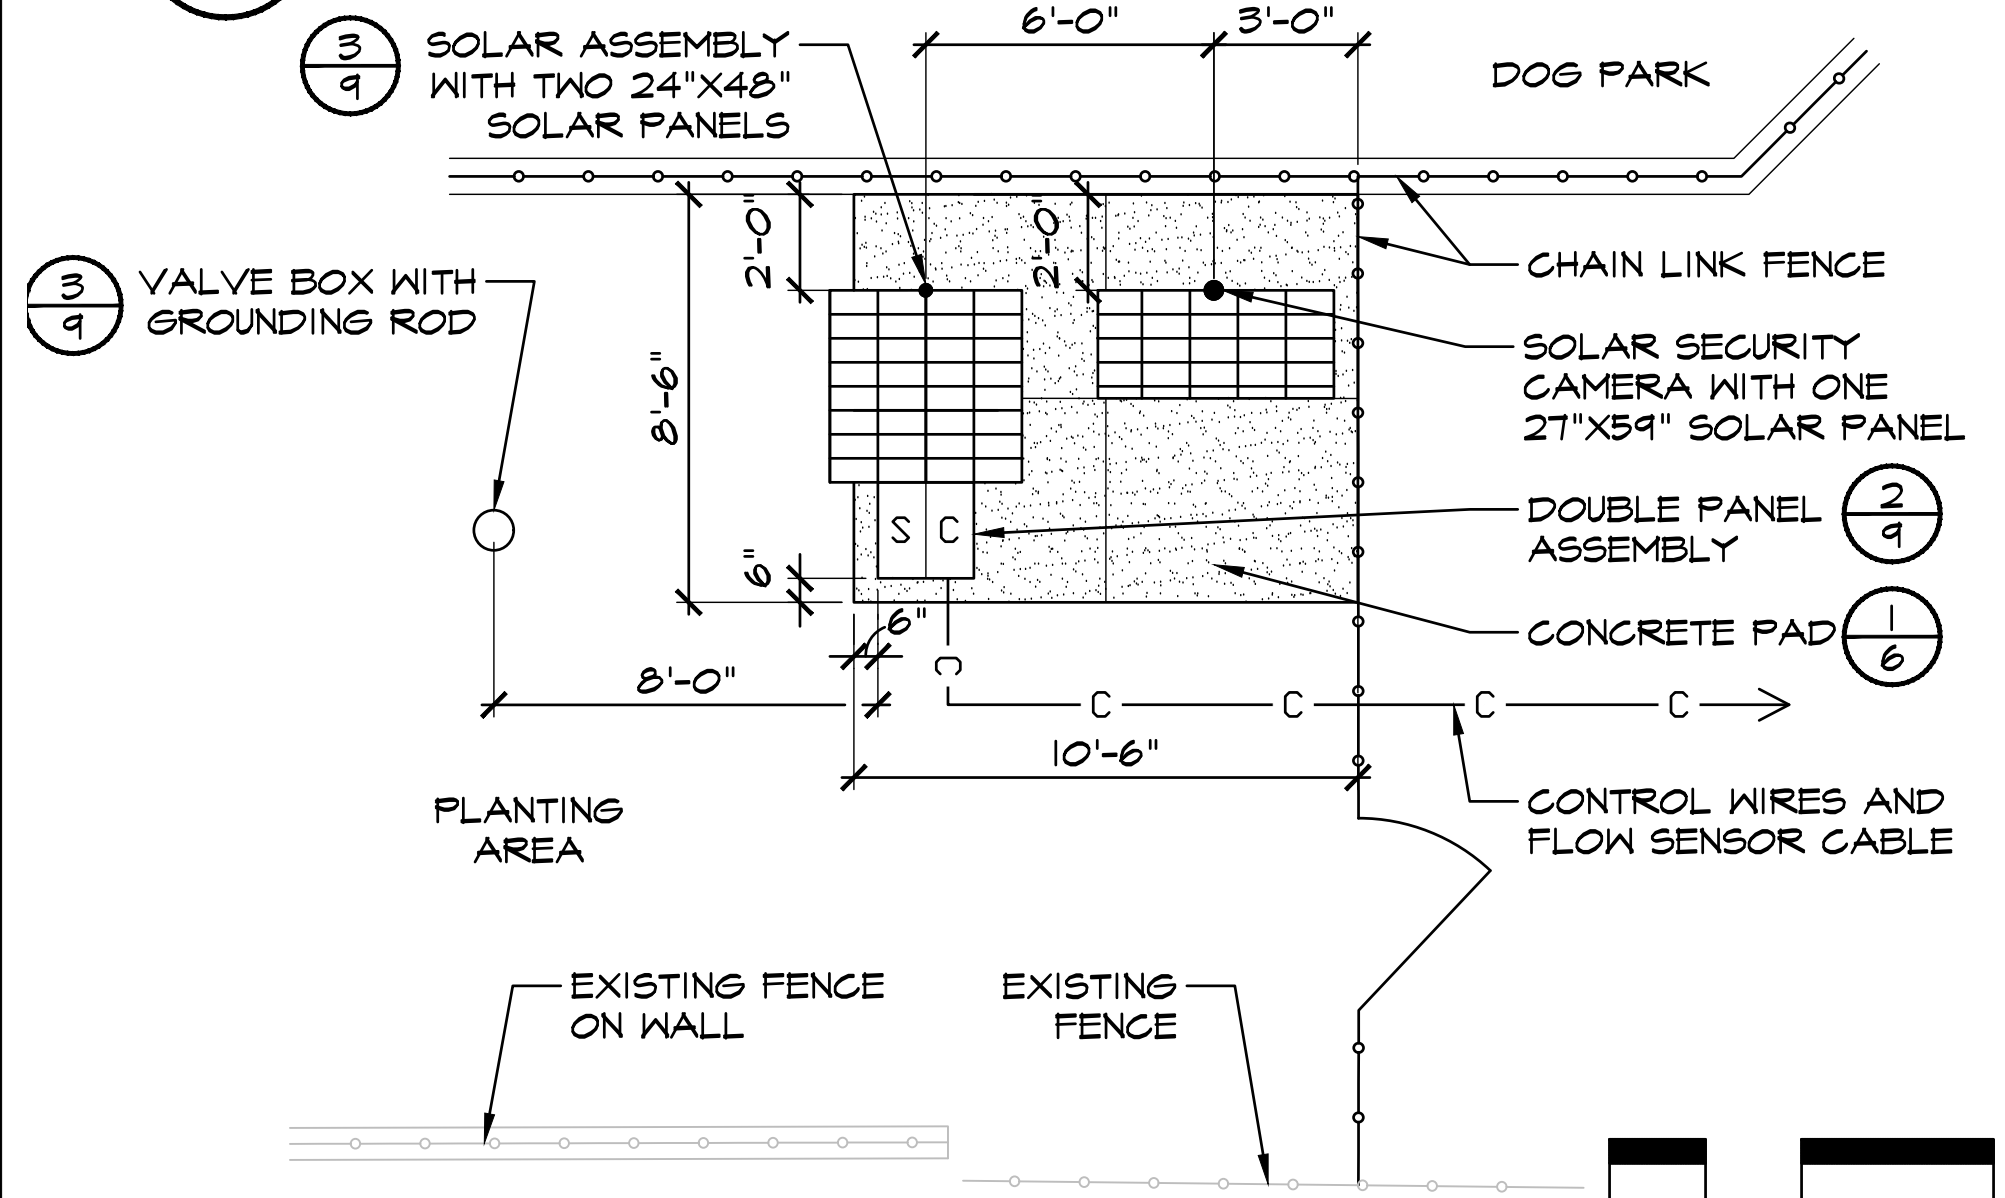 6'-0"
3'-0"
3
9
SOLAR ASSEMBLY
WITH TWO 24"X48"
SOLAR PANELS
DOG PARK
2'-0"
2'-0"
3
9
VALVE BOX WITH
GROUNDING ROD
CHAIN LINK FENCE
8'-6"
SOLAR SECURITY
CAMERA WITH ONE
27"X59" SOLAR PANEL
S C
DOUBLE PANEL
ASSEMBLY
2
9
6"
6"
CONCRETE PAD
1
6
C
8'-0"
C C C C
10'-6"
PLANTING
AREA
CONTROL WIRES AND
FLOW SENSOR CABLE
EXISTING FENCE
ON WALL
EXISTING
FENCE